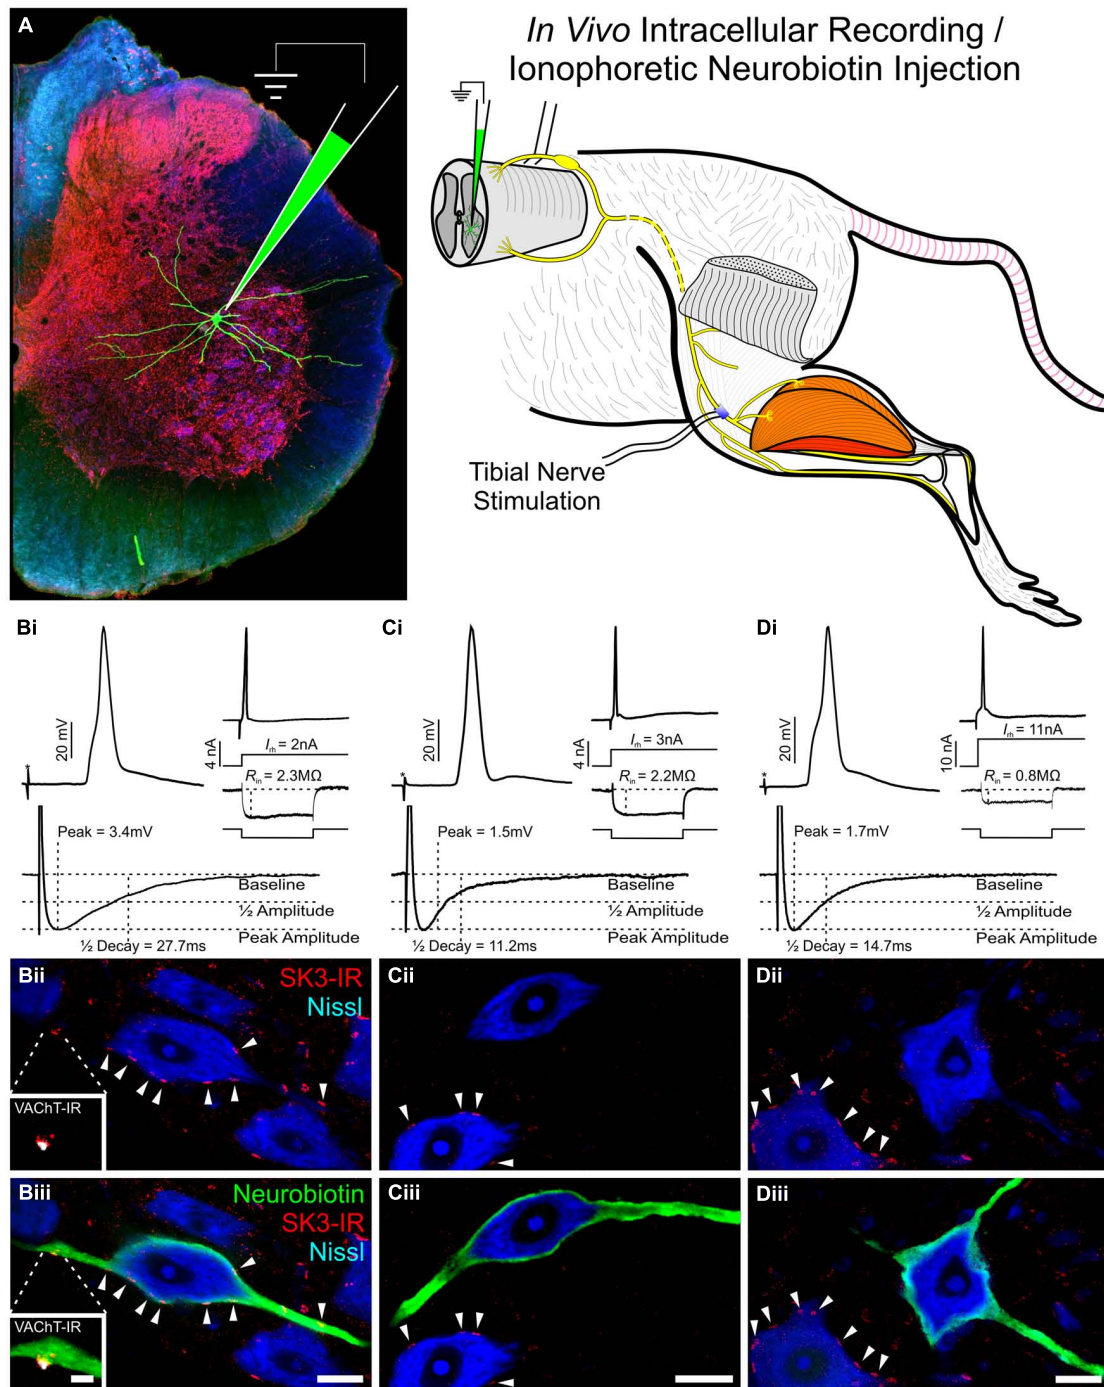 A
In Vivo Intracellular Recording /
Ionophoretic Neurobiotin Injection
Tibial Nerve
Stimulation
Bi
20 mV
*
4 nA
Irh = 2nA
Rin = 2.3MΩ
Peak = 3.4mV
Baseline
½ Amplitude
½ Decay = 27.7ms
Peak Amplitude
Ci
20 mV
*
4 nA
Irh = 3nA
Rin = 2.2MΩ
Peak = 1.5mV
Baseline
½ Amplitude
½ Decay = 11.2ms
Peak Amplitude
Di
20 mV
*
10 nA
Irh = 11nA
Rin = 0.8MΩ
Peak = 1.7mV
Baseline
½ Amplitude
½ Decay = 14.7ms
Peak Amplitude
Bii
SK3-IR
Nissl
VAChT-IR
Cii
Dii
Biii
Neurobiotin
SK3-IR
Nissl
VAChT-IR
Ciii
Diii